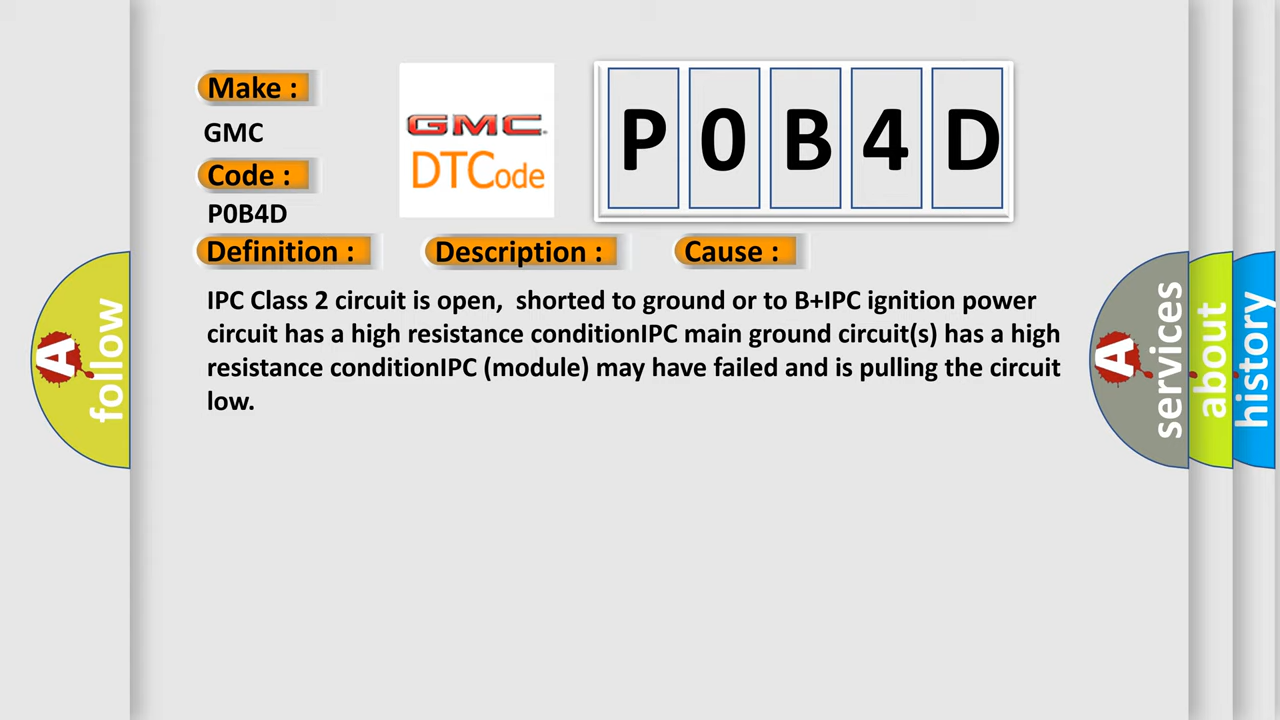 Make :
GMC
Code :
P0B4D
GMC
DTCode
P 0 B 4 D
Definition :
Description :
Cause :
IPC Class 2 circuit is open,  shorted to ground or to B+IPC ignition power
circuit has a high resistance conditionIPC main ground circuit(s) has a high
resistance conditionIPC (module) may have failed and is pulling the circuit
low.
A follow
A services
about
history